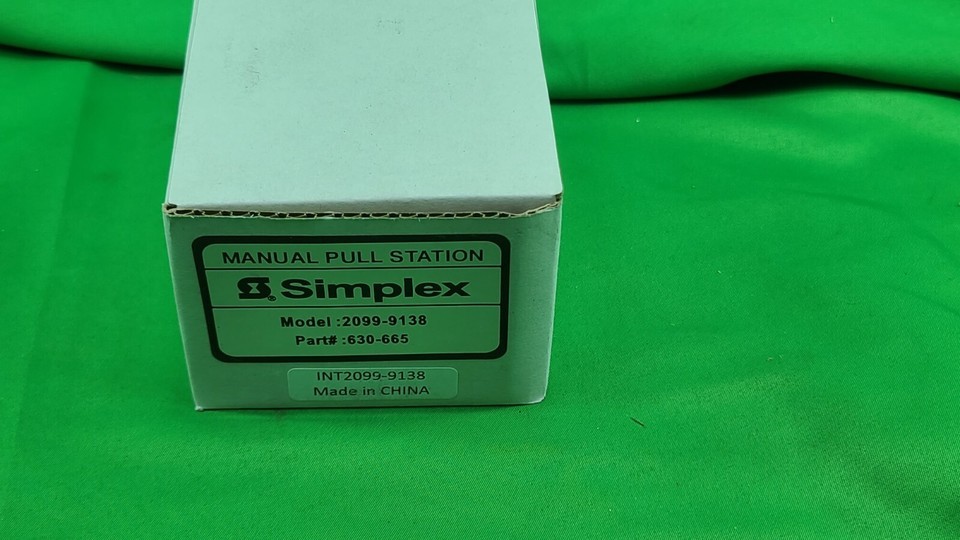 MANUAL PULL STATION
Simplex
Model :2099-9138
Part# :630-665
INT2099-9138
Made in CHINA